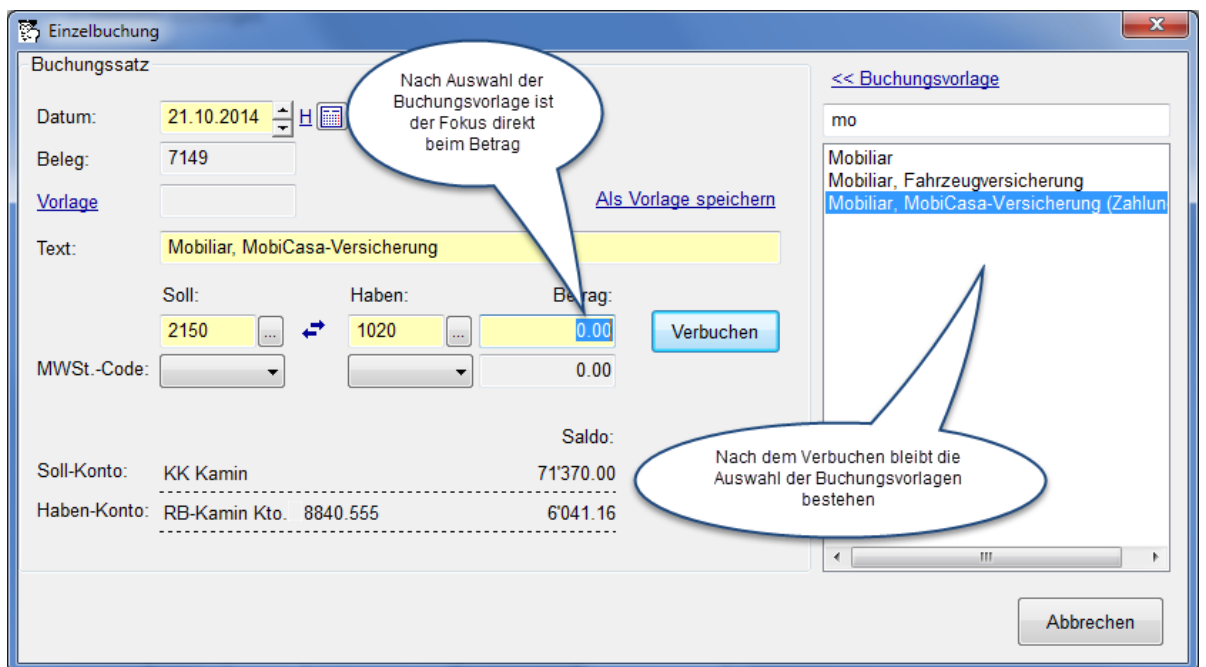 Einzelbuchung
Buchungssatz
Nach Auswahl der
Buchungsvorlage ist
der Fokus direkt
beim Betrag
<< Buchungsvorlage
Datum: 21.10.2014 H
mo
Beleg: 7149
Mobiliar
Mobiliar, Fahrzeugversicherung
Mobiliar, MobiCasa-Versicherung (Zahlun
Vorlage
Als Vorlage speichern
Text: Mobiliar, MobiCasa-Versicherung
Soll: Haben: Betrag:
2150 ... 1020 ... 0.00 Verbuchen
MWSt.-Code: 0.00
Saldo:
Soll-Konto: KK Kamin 71'370.00
Haben-Konto: RB-Kamin Kto. 8840.555 6'041.16
Nach dem Verbuchen bleibt die
Auswahl der Buchungsvorlagen
bestehen
Abbrechen